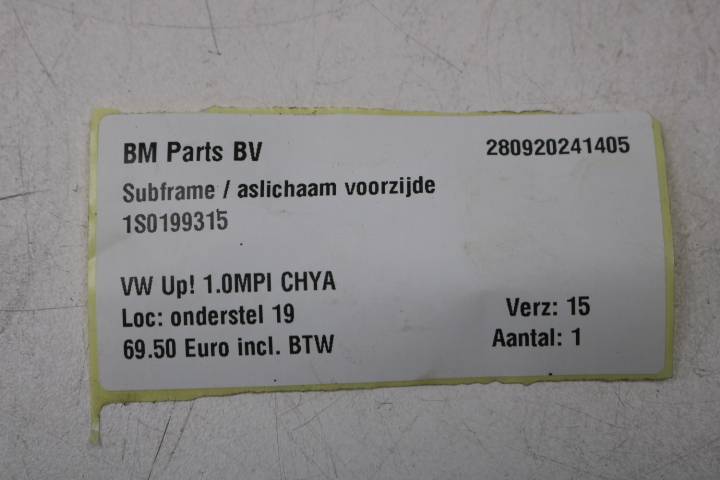 BM Parts BV 280920241405
Subframe / aslichaam voorzijde
1S0199315
VW Up! 1.0MPI CHYA
Loc: onderstel 19 Verz: 15
69.50 Euro incl. BTW Aantal: 1